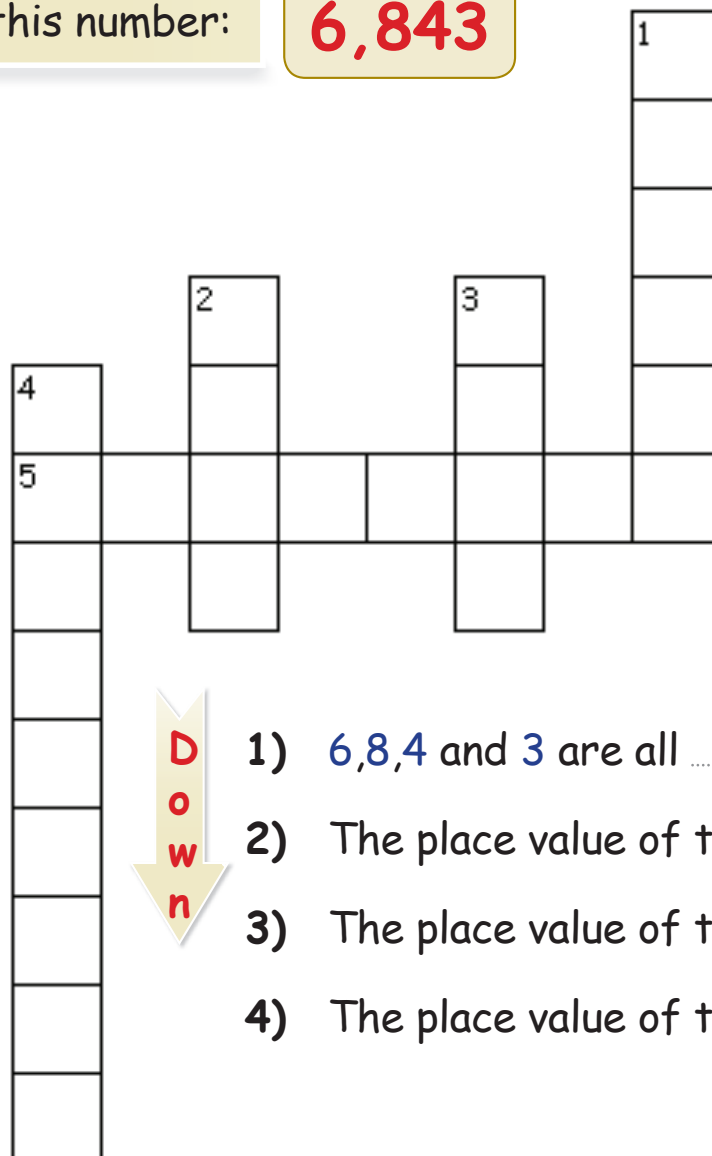 this number:
6,843
1
2
3
4
5
Down
1) 6,8,4 and 3 are all ....
2) The place value of
3) The place value of
4) The place value of